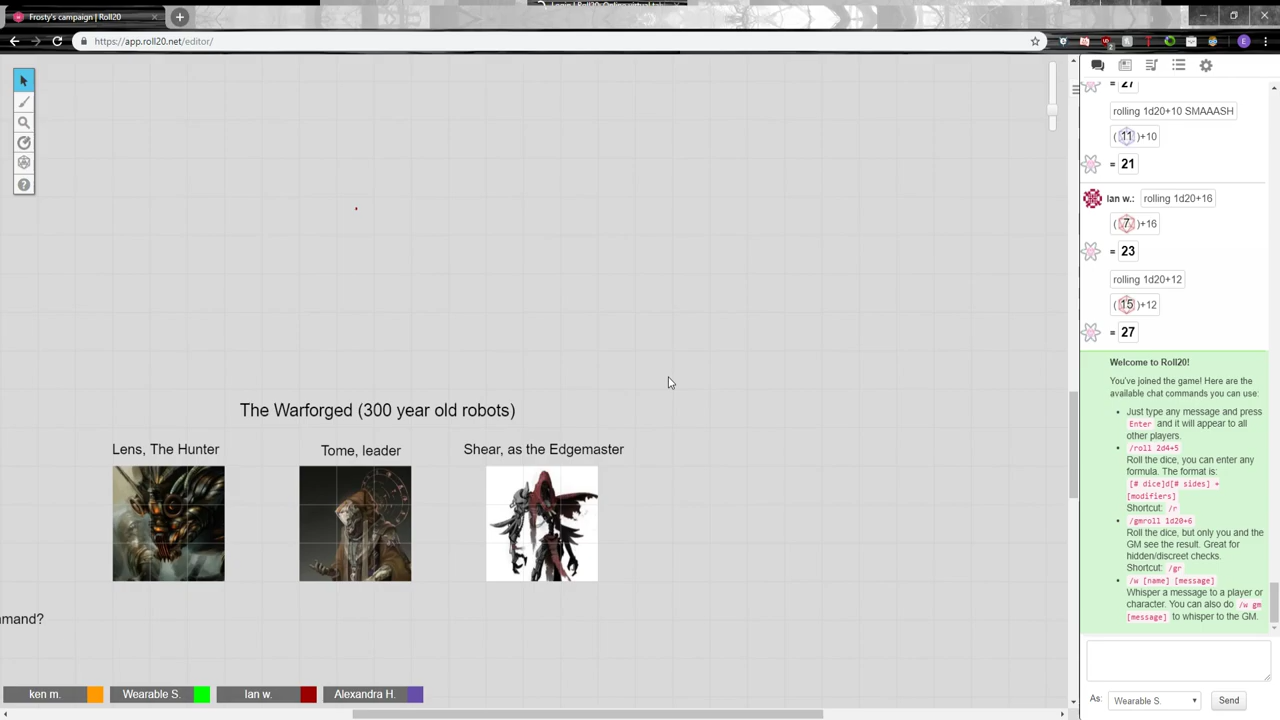 Frosty's campaign | Roll20
https://app.roll20.net/editor/
E
27
rolling 1d20+10 SMAAASH
(11)+10
= 21
Ian w.: rolling 1d20+16
(7)+16
= 23
rolling 1d20+12
(15)+12
= 27
Welcome to Roll20!
You've joined the game! Here are the
available chat commands you can use:
Just type any message and press
Enter and it will appear to all
other players.
/roll 2d4+5
Roll the dice, you can enter any
formula. The format is:
[# dice]d[# sides] +
[modifiers]
Shortcut: /r
/gmroll 1d20+6
Roll the dice, but only you and the
GM see the result. Great for
hidden/discreet checks.
Shortcut: /gr
/w [name] [message]
Whisper a message to a player or
character. You can also do /w gm
[message] to whisper to the GM.
The Warforged (300 year old robots)
Lens, The Hunter
Tome, leader
Shear, as the Edgemaster
mmand?
ken m.
Wearable S.
Ian w.
Alexandra H.
As: Wearable S.
Send